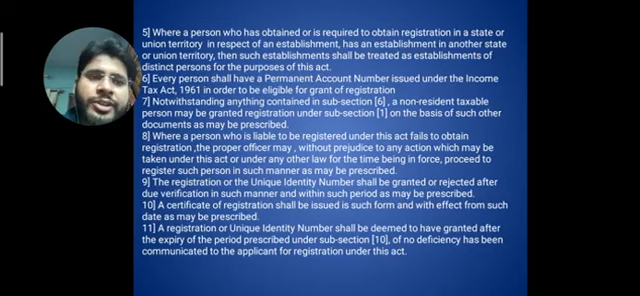 5] Where a person who has obtained or is required to obtain registration in a state or
union territory in respect of an establishment, has an establishment in another state
or union territory, then such establishments shall be treated as establishments of
distinct persons for the purposes of this act.
6] Every person shall have a Permanent Account Number issued under the Income
Tax Act, 1961 in order to be eligible for grant of registration
7] Notwithstanding anything contained in sub-section [6] , a non-resident taxable
person may be granted registration under sub-section [1] on the basis of such other
documents as may be prescribed.
8] Where a person who is liable to be registered under this act fails to obtain
registration ,the proper officer may , without prejudice to any action which may be
taken under this act or under any other law for the time being in force, proceed to
register such person in such manner as may be prescribed.
9] The registration or the Unique Identity Number shall be granted or rejected after
due verification in such manner and within such period as may be prescribed.
10] A certificate of registration shall be issued is such form and with effect from such
date as may be prescribed.
11] A registration or Unique Identity Number shall be deemed to have granted after
the expiry of the period prescribed under sub-section [10], of no deficiency has been
communicated to the applicant for registration under this act.